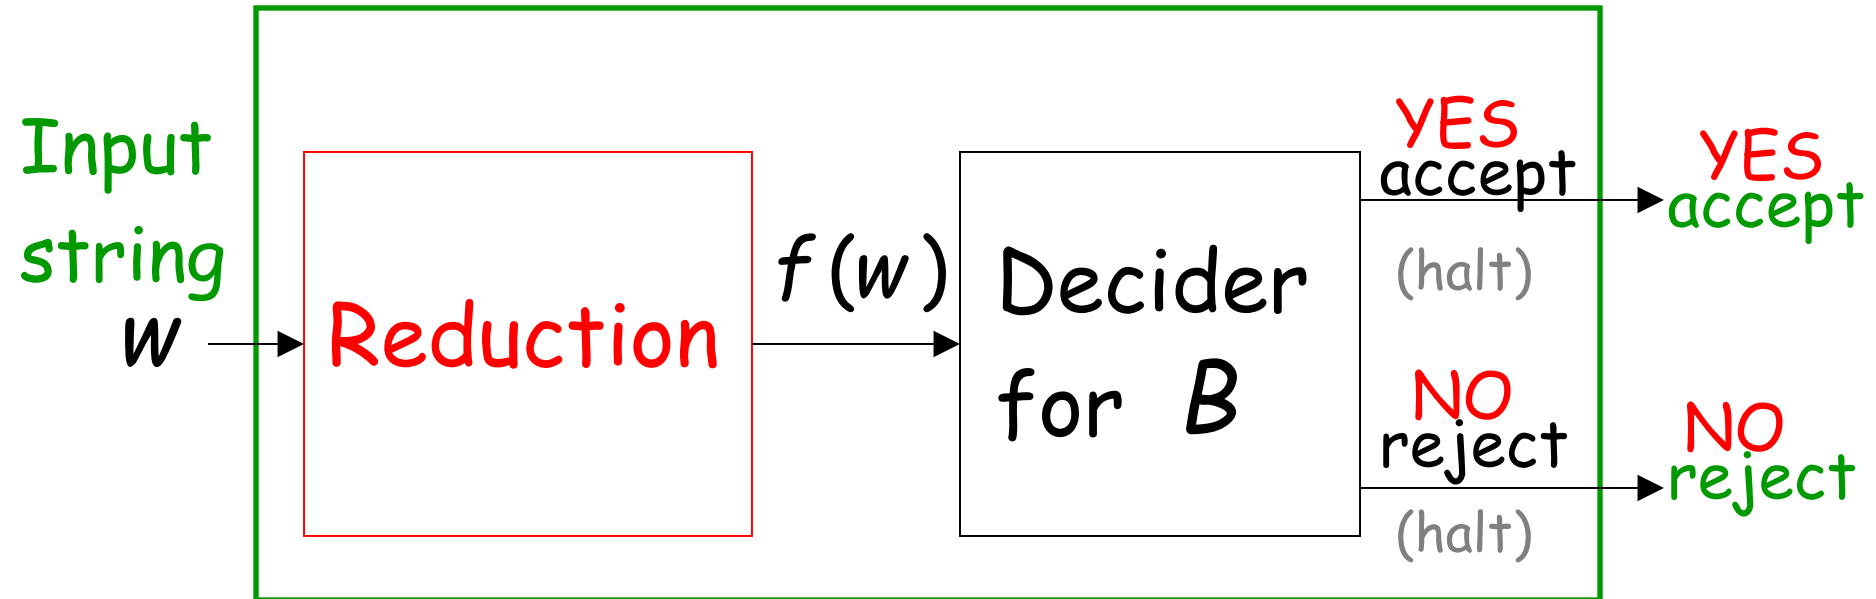 Input
string
w
Reduction
f(w)
Decider
for B
YES
accept
(halt)
NO
reject
(halt)
YES
accept
NO
reject